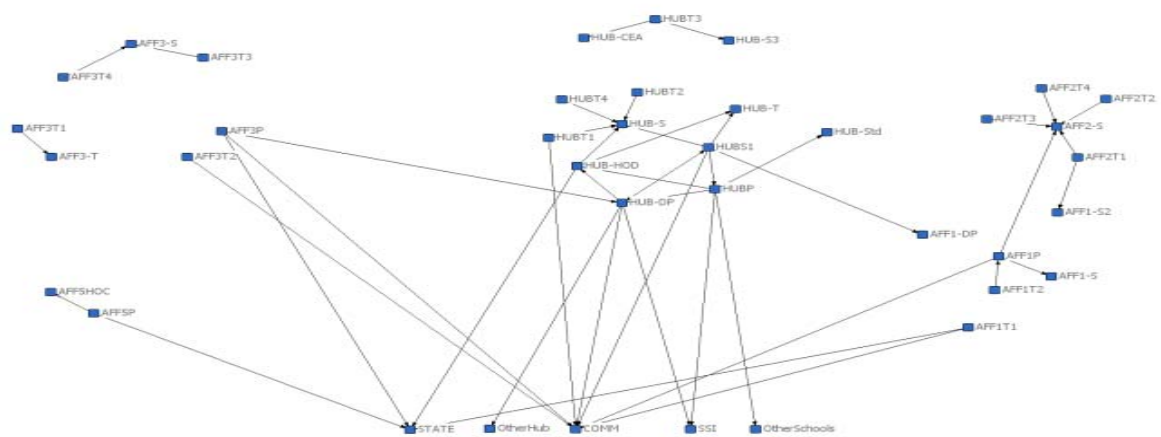 HUBT3
HUB-CEA
HUB-S3
AFF3-S
AFF3T3
AFF3T4
HUBT4
HUBT2
HUB-T
AFF2T4
AFF2T2
AFF2T3
AFF2-S
AFF3T1
AFF3P
HUBT1
HUB-S
HUB-Std
AFF3-T
AFF3T2
HUB-HOD
HUBS1
AFF2T1
HUBP
HUB-DP
AFF1-S2
AFF1-DP
AFF1P
AFF1-S
AFF5HOC
AFF1T2
AFF5P
AFF1T1
STATE
OtherHub
COMM
SSI
OtherSchools